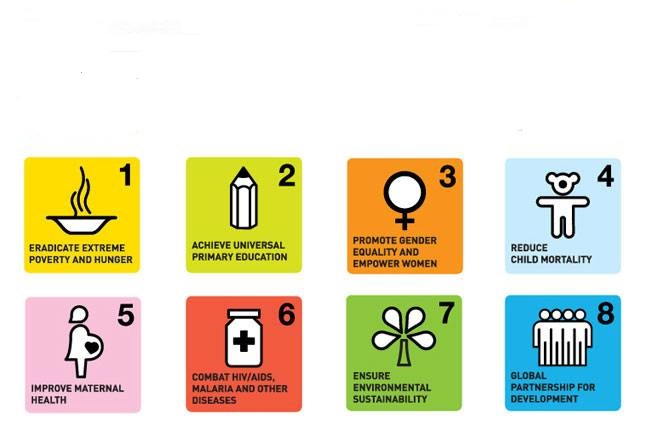 1
ERADICATE EXTREME
POVERTY AND HUNGER
2
ACHIEVE UNIVERSAL
PRIMARY EDUCATION
3
PROMOTE GENDER
EQUALITY AND
EMPOWER WOMEN
4
REDUCE
CHILD MORTALITY
5
IMPROVE MATERNAL
HEALTH
6
COMBAT HIV/AIDS,
MALARIA AND OTHER
DISEASES
7
ENSURE
ENVIRONMENTAL
SUSTAINABILITY
8
GLOBAL
PARTNERSHIP FOR
DEVELOPMENT